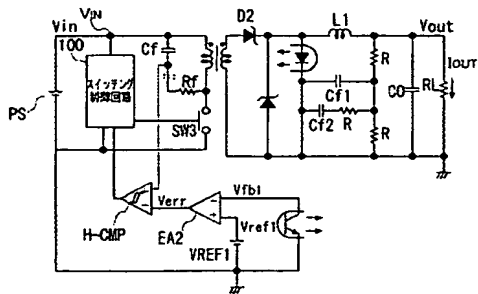 Vin
VIN
100
スイッチング
制御回路
PS
Cf
Rf
SW3
D2
L1
Vout
R
Cf1
Cf2
R
R
CO
RL
IOUT
H-CMP
Verr
EA2
Vfb1
Vref1
VREF1